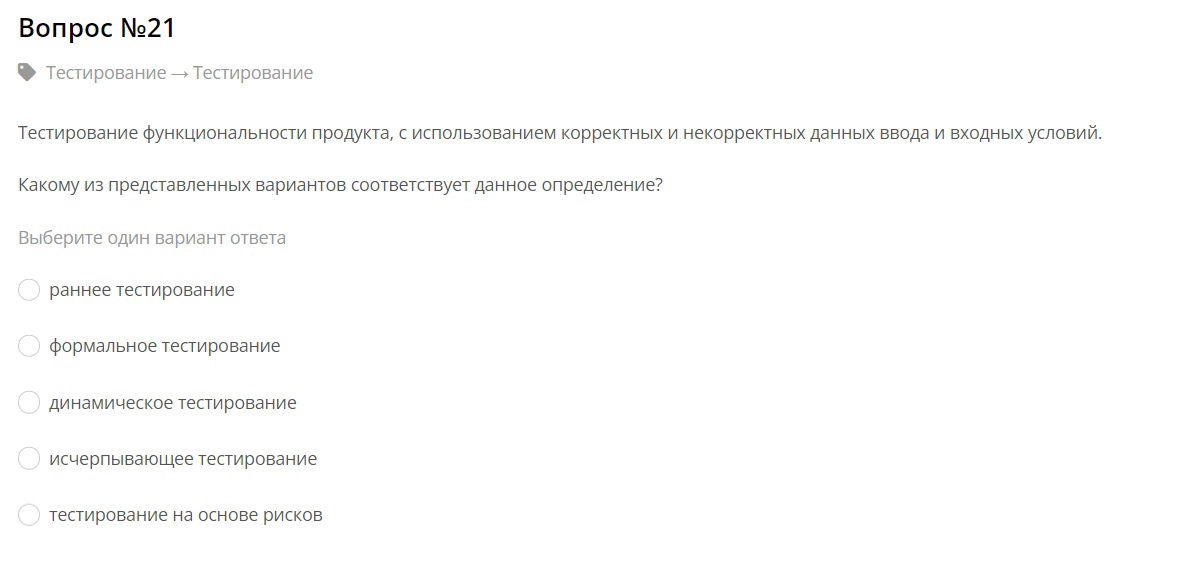 Вопрос №21
Тестирование → Тестирование
Тестирование функциональности продукта, с использованием корректных и некорректных данных ввода и входных условий.
Какому из представленных вариантов соответствует данное определение?
Выберите один вариант ответа
раннее тестирование
формальное тестирование
динамическое тестирование
исчерпывающее тестирование
тестирование на основе рисков